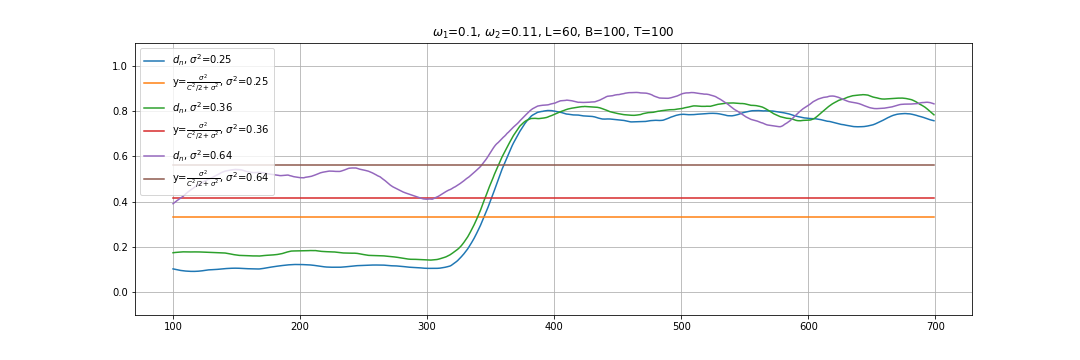 ω₁=0.1, ω₂=0.11, L=60, B=100, T=100
dₙ, σ²=0.25
y=σ²/(C²/2+σ²), σ²=0.25
dₙ, σ²=0.36
y=σ²/(C²/2+σ²), σ²=0.36
dₙ, σ²=0.64
y=σ²/(C²/2+σ²), σ²=0.64
1.0
0.8
0.6
0.4
0.2
0.0
100 200 300 400 500 600 700